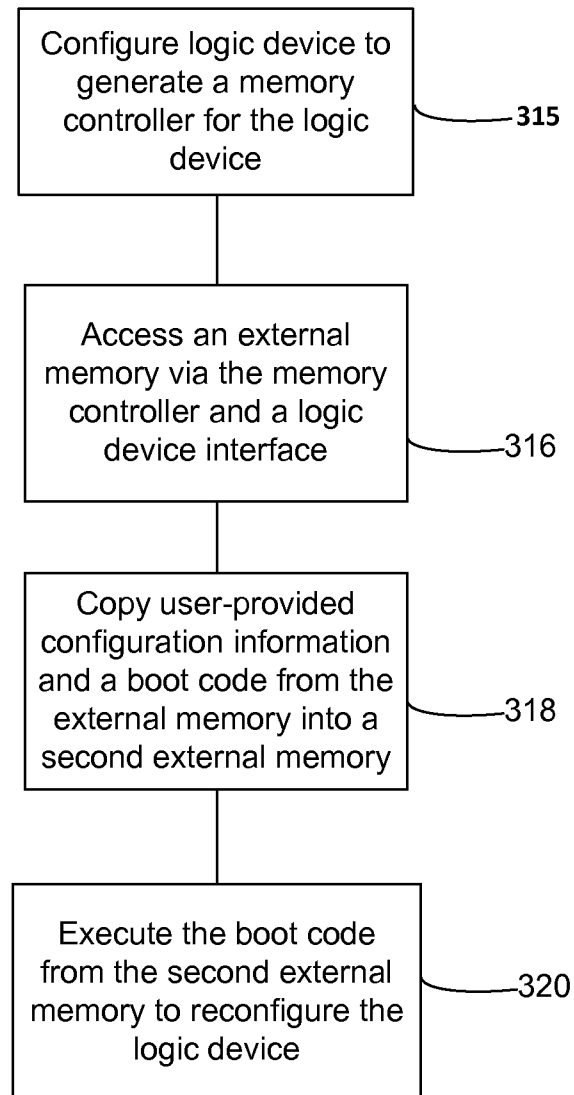 Configure logic device to
generate a memory
controller for the logic
device
315
Access an external
memory via the memory
controller and a logic
device interface
316
Copy user-provided
configuration information
and a boot code from the
external memory into a
second external memory
318
Execute the boot code
from the second external
memory to reconfigure the
logic device
320